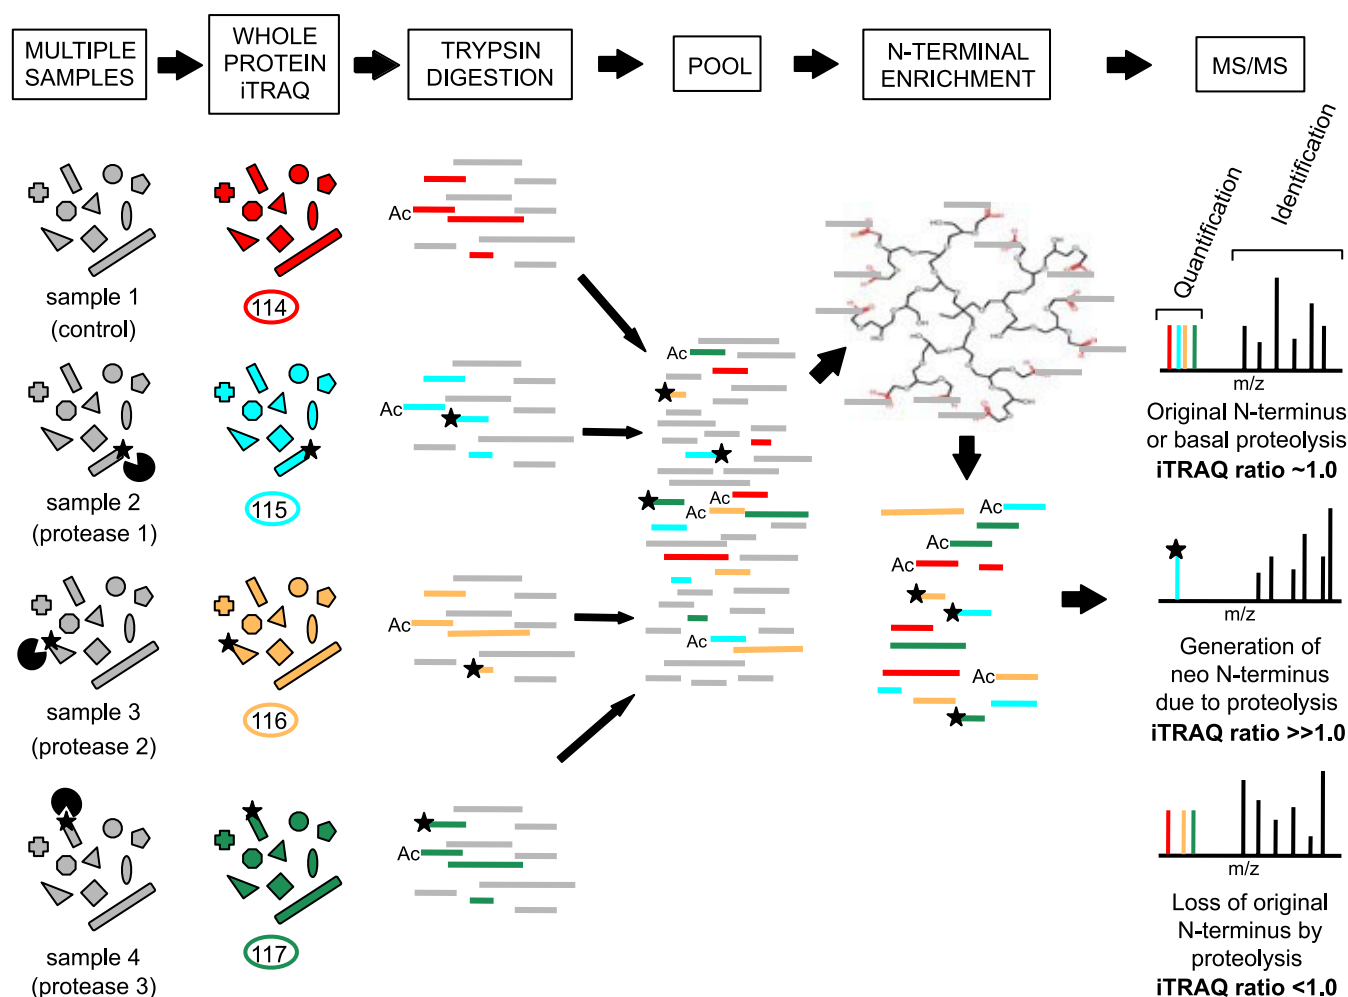 MULTIPLE
SAMPLES
WHOLE
PROTEIN
iTRAQ
TRYPSIN
DIGESTION
POOL
N-TERMINAL
ENRICHMENT
MS/MS
sample 1
(control)
114
Ac
sample 2
(protease 1)
115
Ac
sample 3
(protease 2)
116
Ac
sample 4
(protease 3)
117
Ac
Ac
Ac
Ac
Ac
Ac
Ac
Ac
Ac
Quantification
Identification
m/z
Original N-terminus
or basal proteolysis
iTRAQ ratio ~1.0
m/z
Generation of
neo N-terminus
due to proteolysis
iTRAQ ratio >>1.0
m/z
Loss of original
N-terminus by
proteolysis
iTRAQ ratio <1.0